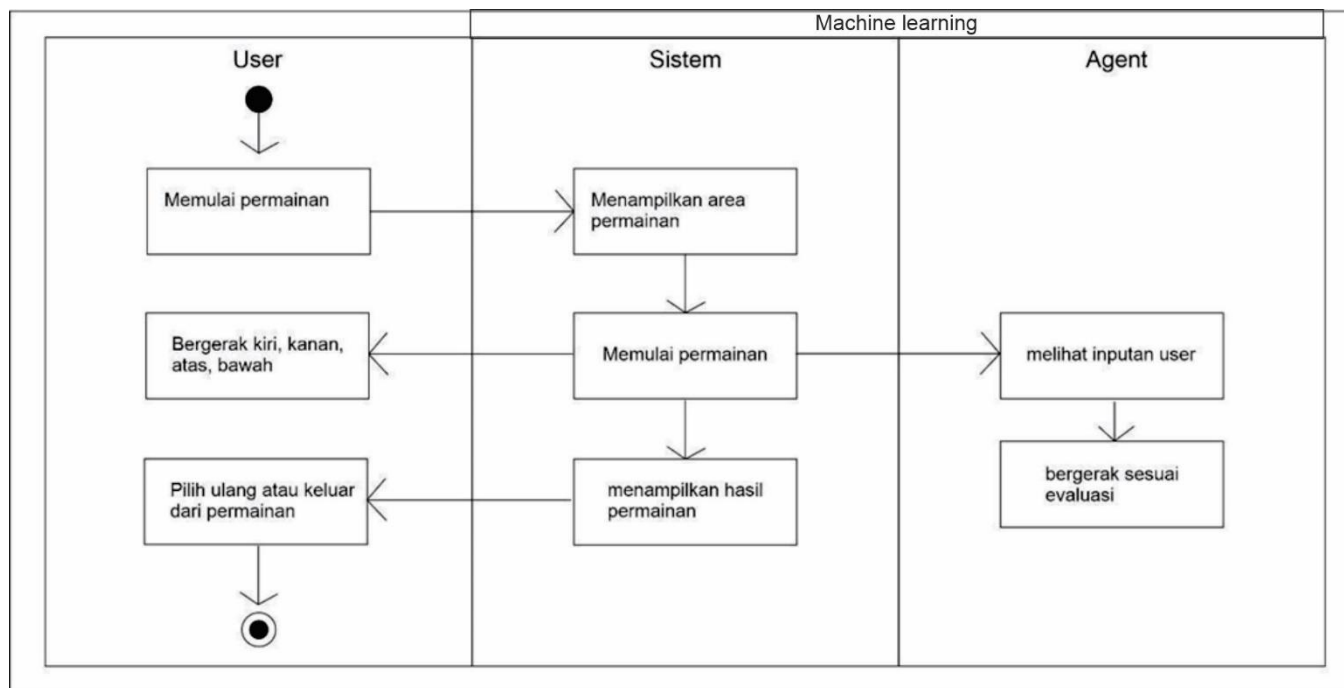 Machine learning
User
Sistem
Agent
Memulai permainan
Menampilkan area
permainan
Bergerak kiri, kanan,
atas, bawah
Memulai permainan
melihat inputan user
Pilih ulang atau keluar
dari permainan
menampilkan hasil
permainan
bergerak sesuai
evaluasi